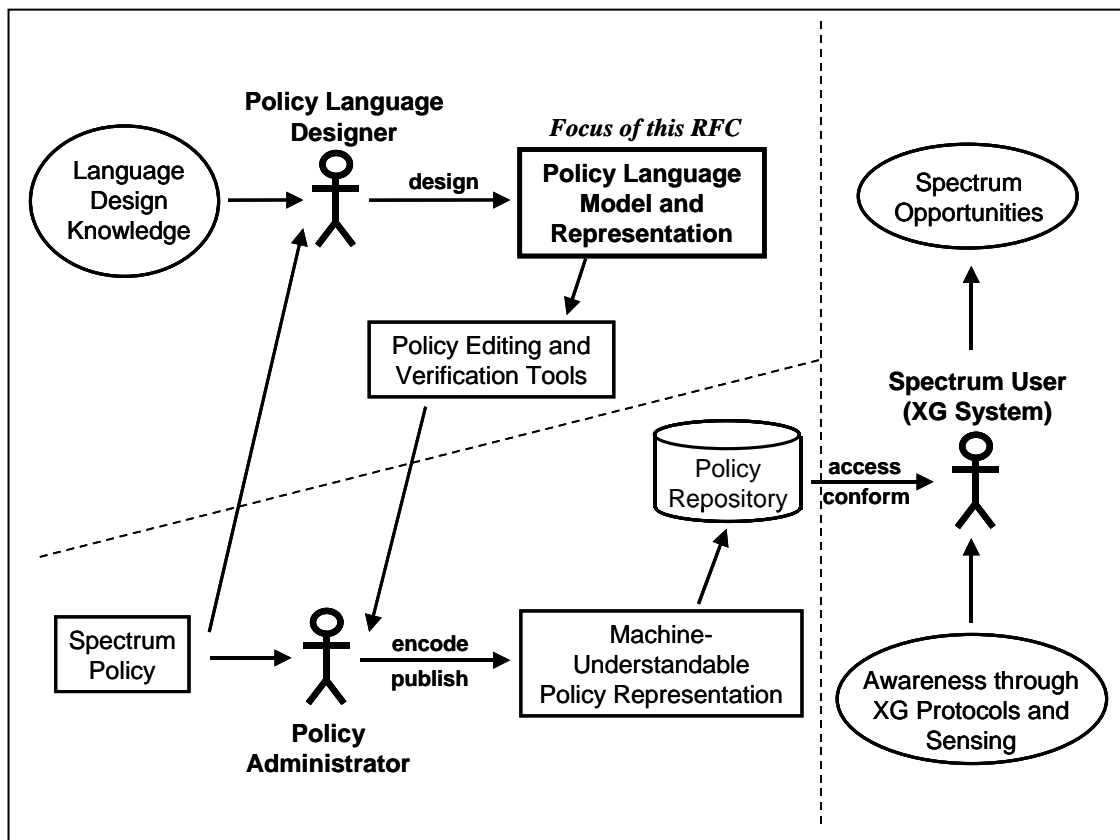 Policy Language
Designer
Focus of this RFC
Language
Design
Knowledge
design
Policy Language
Model and
Representation
Spectrum
Opportunities
Policy Editing and
Verification Tools
Spectrum User
(XG System)
Policy
Repository
access
conform
Spectrum
Policy
encode
publish
Machine-
Understandable
Policy Representation
Awareness through
XG Protocols and
Sensing
Policy
Administrator